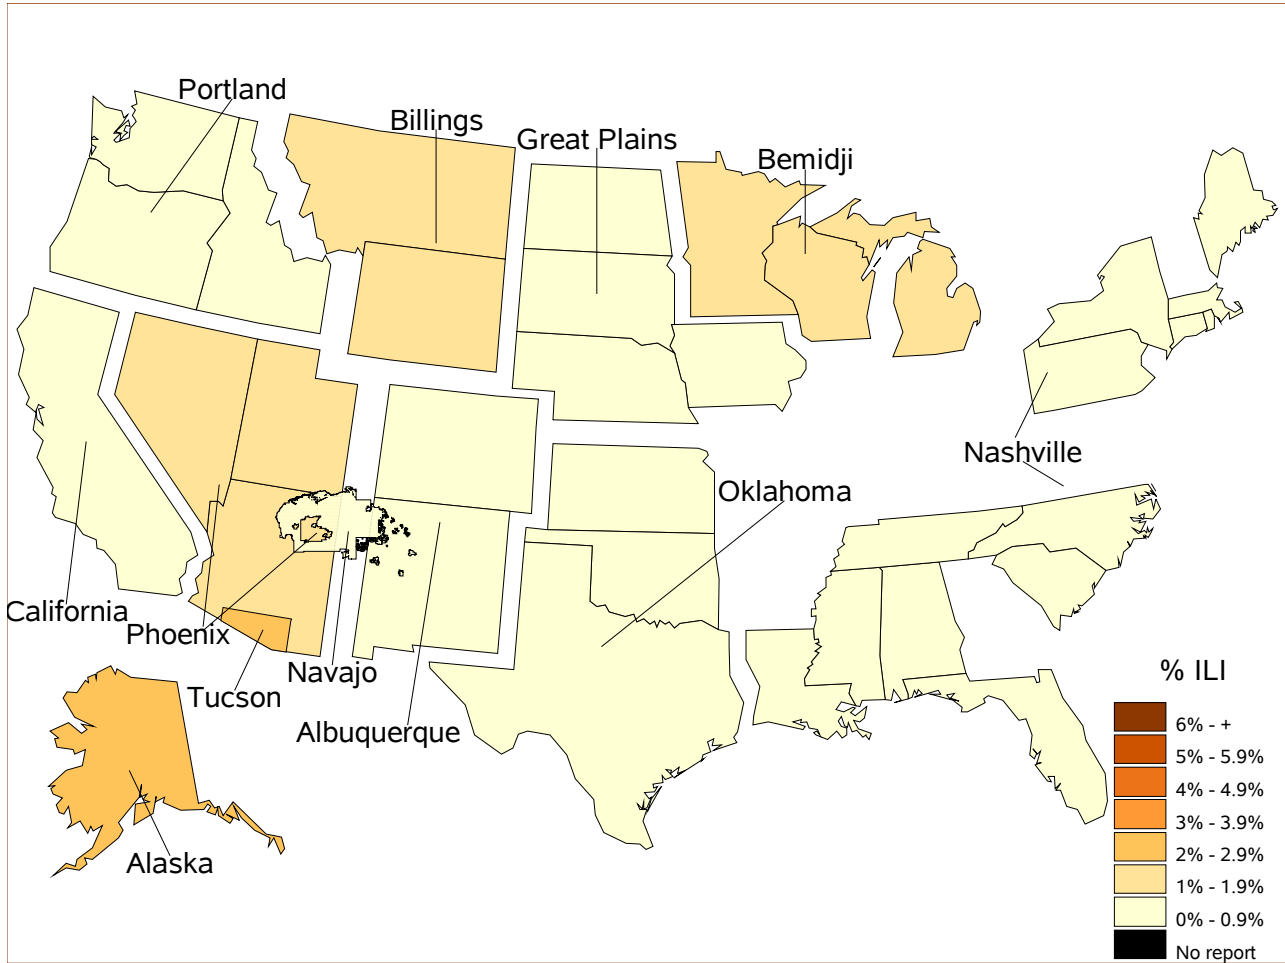 Portland
Billings
Great Plains
Bemidji
Nashville
Oklahoma
California
Phoenix
Navajo
Tucson
Albuquerque
Alaska
% ILI
6% - +
5% - 5.9%
4% - 4.9%
3% - 3.9%
2% - 2.9%
1% - 1.9%
0% - 0.9%
No report